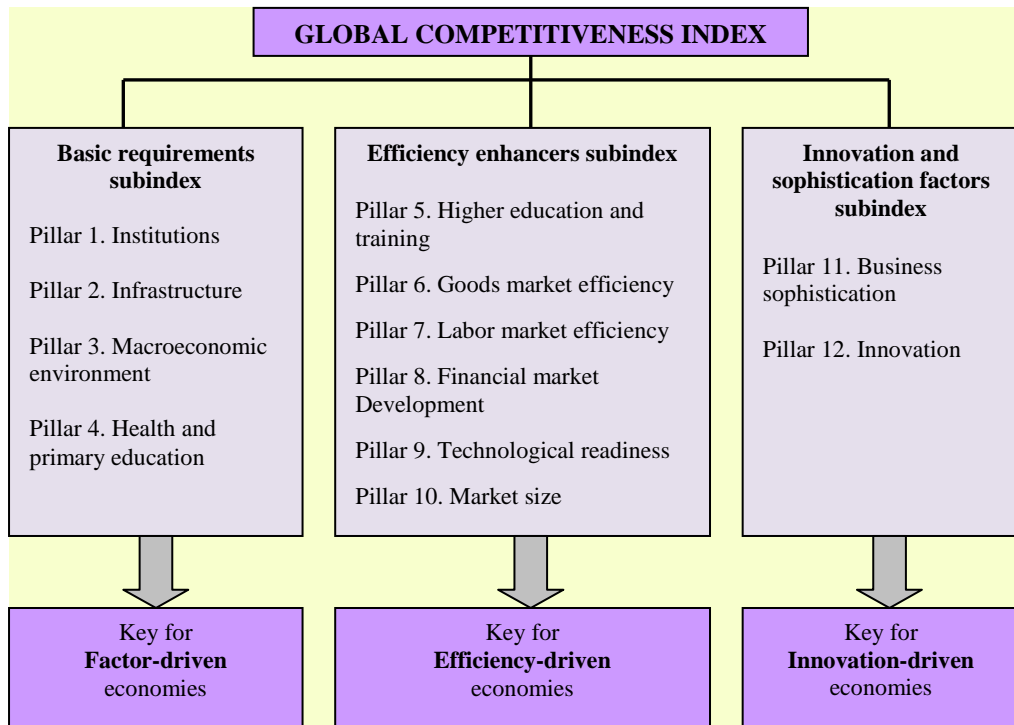 GLOBAL COMPETITIVENESS INDEX
Basic requirements
subindex
Pillar 1. Institutions
Pillar 2. Infrastructure
Pillar 3. Macroeconomic
environment
Pillar 4. Health and
primary education
Efficiency enhancers subindex
Pillar 5. Higher education and
training
Pillar 6. Goods market efficiency
Pillar 7. Labor market efficiency
Pillar 8. Financial market
Development
Pillar 9. Technological readiness
Pillar 10. Market size
Innovation and
sophistication factors
subindex
Pillar 11. Business
sophistication
Pillar 12. Innovation
Key for
Factor-driven
economies
Key for
Efficiency-driven
economies
Key for
Innovation-driven
economies